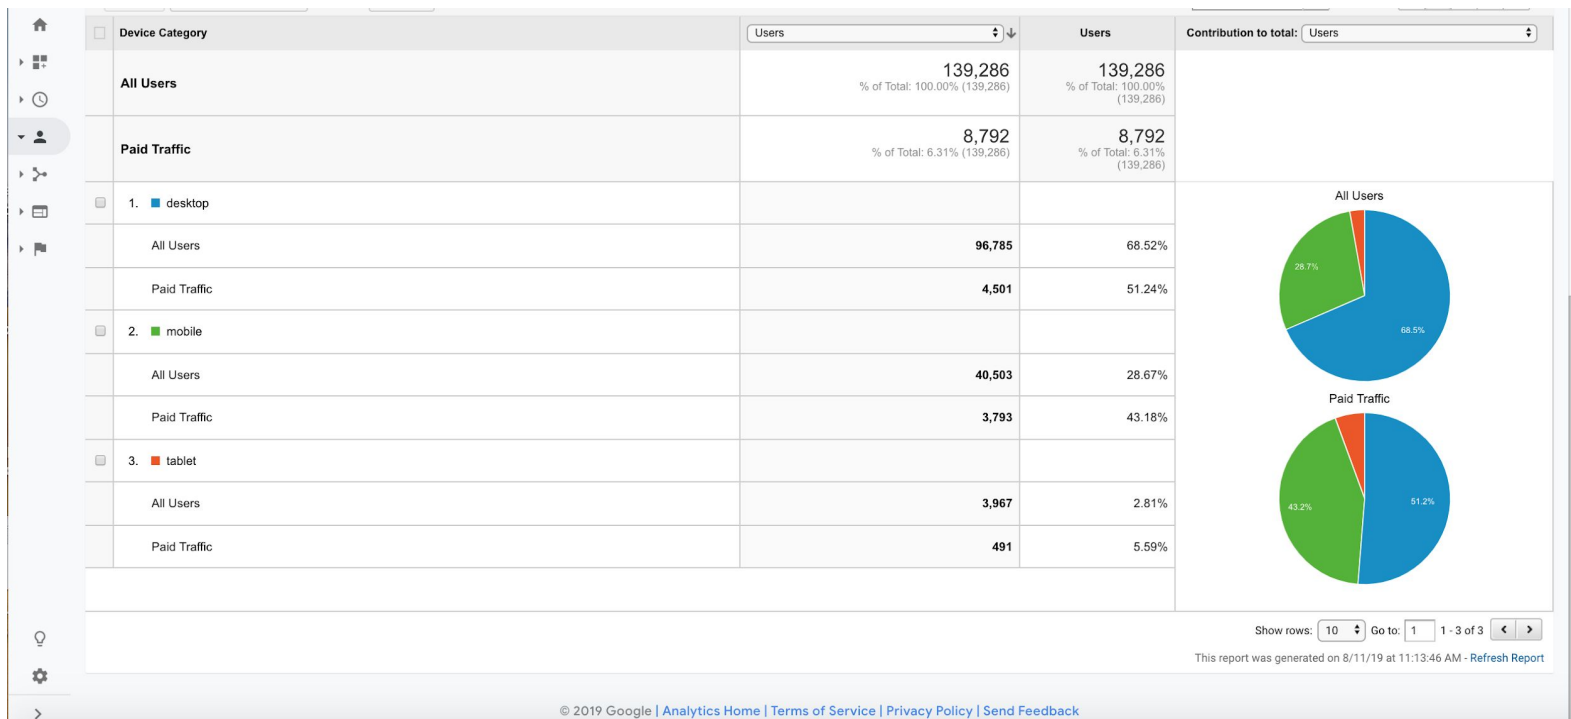 Device Category
Users
Users
Contribution to total: Users
All Users
139,286
% of Total: 100.00% (139,286)
139,286
% of Total: 100.00%
(139,286)
Paid Traffic
8,792
% of Total: 6.31% (139,286)
8,792
% of Total: 6.31%
(139,286)
1. desktop
All Users 96,785 68.52%
Paid Traffic 4,501 51.24%
2. mobile
All Users 40,503 28.67%
Paid Traffic 3,793 43.18%
3. tablet
All Users 3,967 2.81%
Paid Traffic 491 5.59%
All Users
28.7%
68.5%
Paid Traffic
43.2%
51.2%
Show rows: 10 Go to: 1 1 - 3 of 3
This report was generated on 8/11/19 at 11:13:46 AM - Refresh Report
© 2019 Google | Analytics Home | Terms of Service | Privacy Policy | Send Feedback